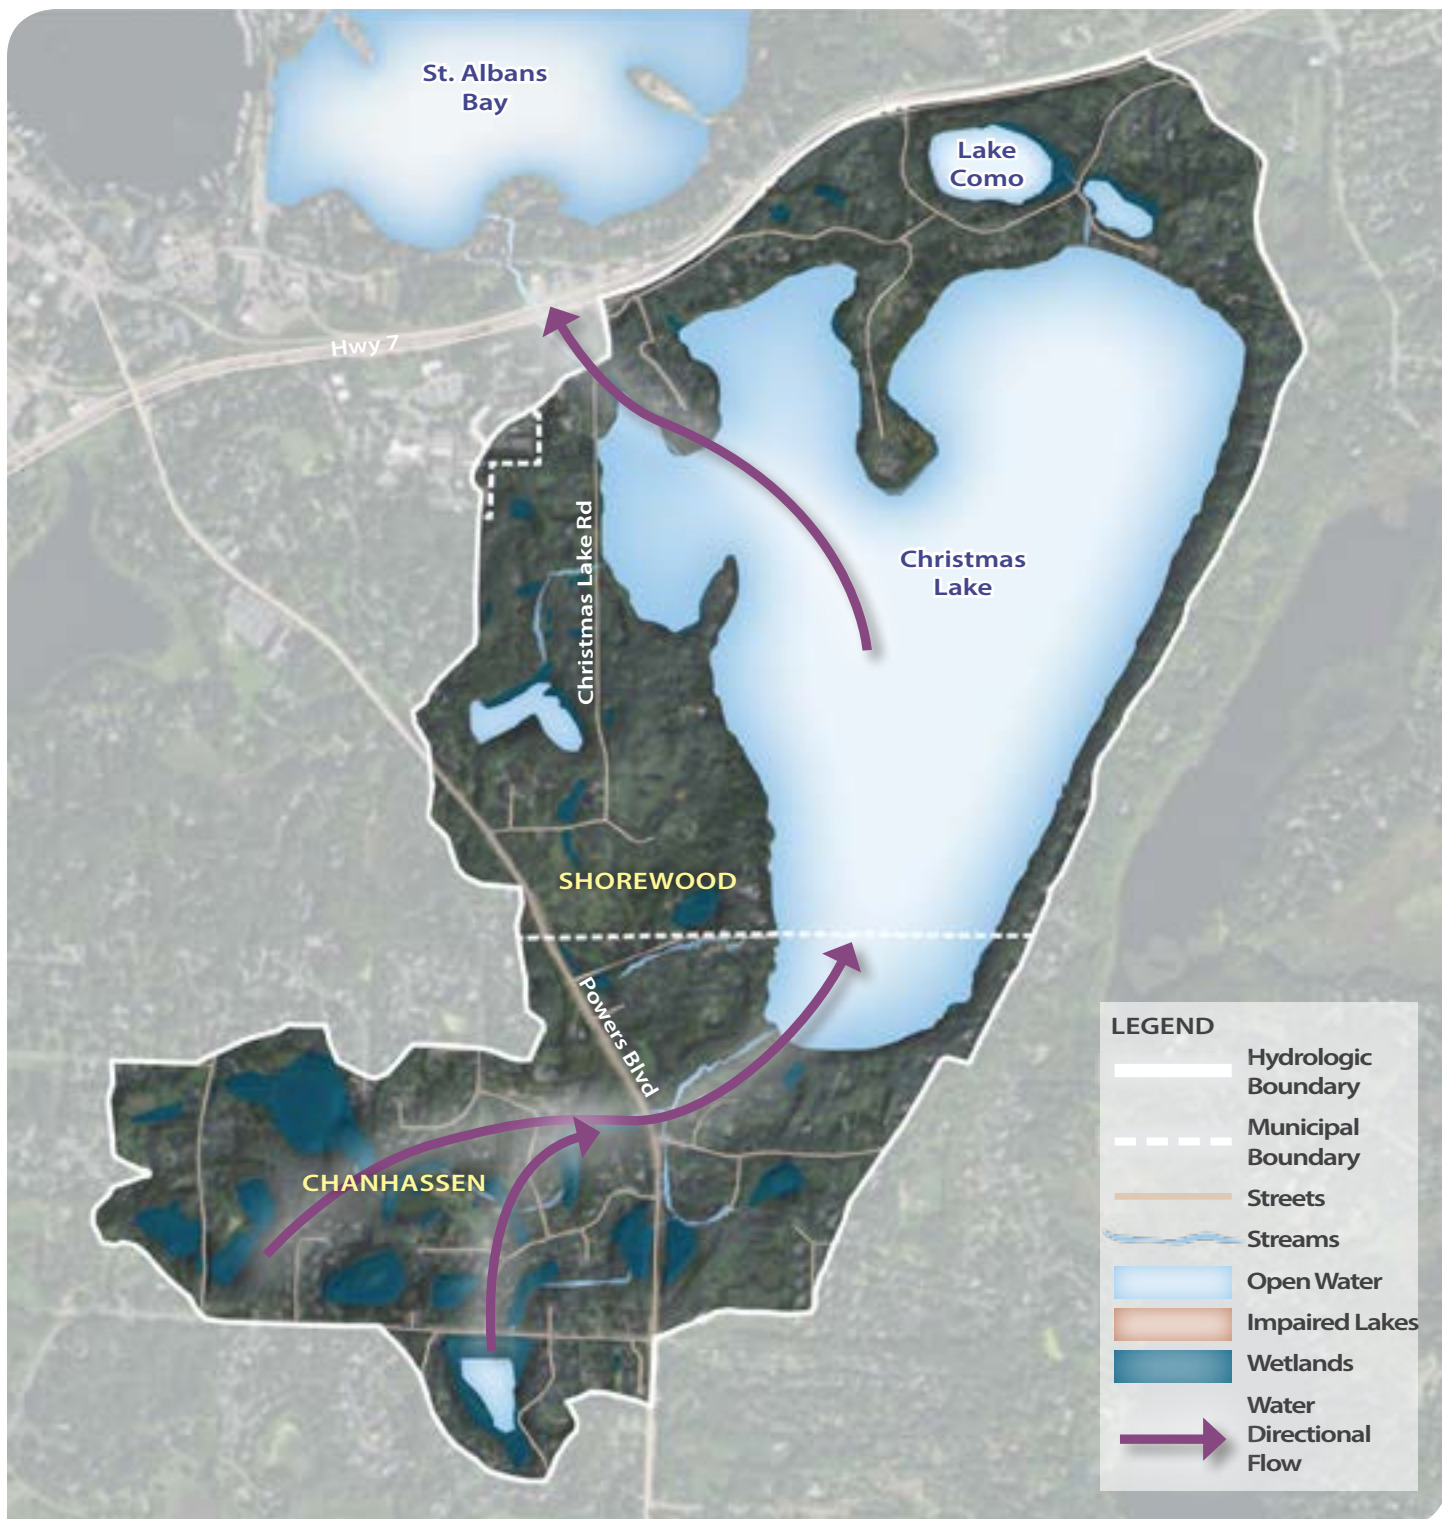 St. Albans
Bay
Lake
Como
Hwy 7
Christmas Lake Rd
Christmas
Lake
SHOREWOOD
Powers Blvd
CHANHASSEN
LEGEND
Hydrologic
Boundary
Municipal
Boundary
Streets
Streams
Open Water
Impaired Lakes
Wetlands
Water
Directional
Flow